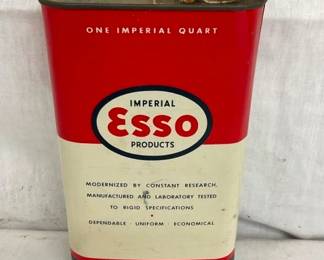 ONE IMPERIAL QUART
IMPERIAL
Esso
PRODUCTS
MODERNIZED BY CONSTANT RESEARCH,
MANUFACTURED AND LABORATORY TESTED
TO RIGID SPECIFICATIONS
•
DEPENDABLE · UNIFORM · ECONOMICAL